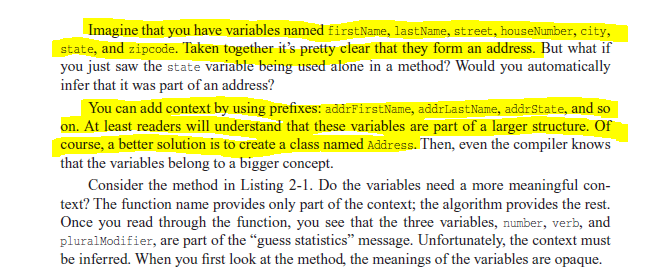 Imagine that you have variables named firstName, lastName, street, houseNumber, city,
state, and zipcode. Taken together it’s pretty clear that they form an address. But what if
you just saw the state variable being used alone in a method? Would you automatically
infer that it was part of an address?
You can add context by using prefixes: addrFirstName, addrLastName, addrState, and so
on. At least readers will understand that these variables are part of a larger structure. Of
course, a better solution is to create a class named Address. Then, even the compiler knows
that the variables belong to a bigger concept.
Consider the method in Listing 2-1. Do the variables need a more meaningful con-
text? The function name provides only part of the context; the algorithm provides the rest.
Once you read through the function, you see that the three variables, number, verb, and
pluralModifier, are part of the “guess statistics” message. Unfortunately, the context must
be inferred. When you first look at the method, the meanings of the variables are opaque.